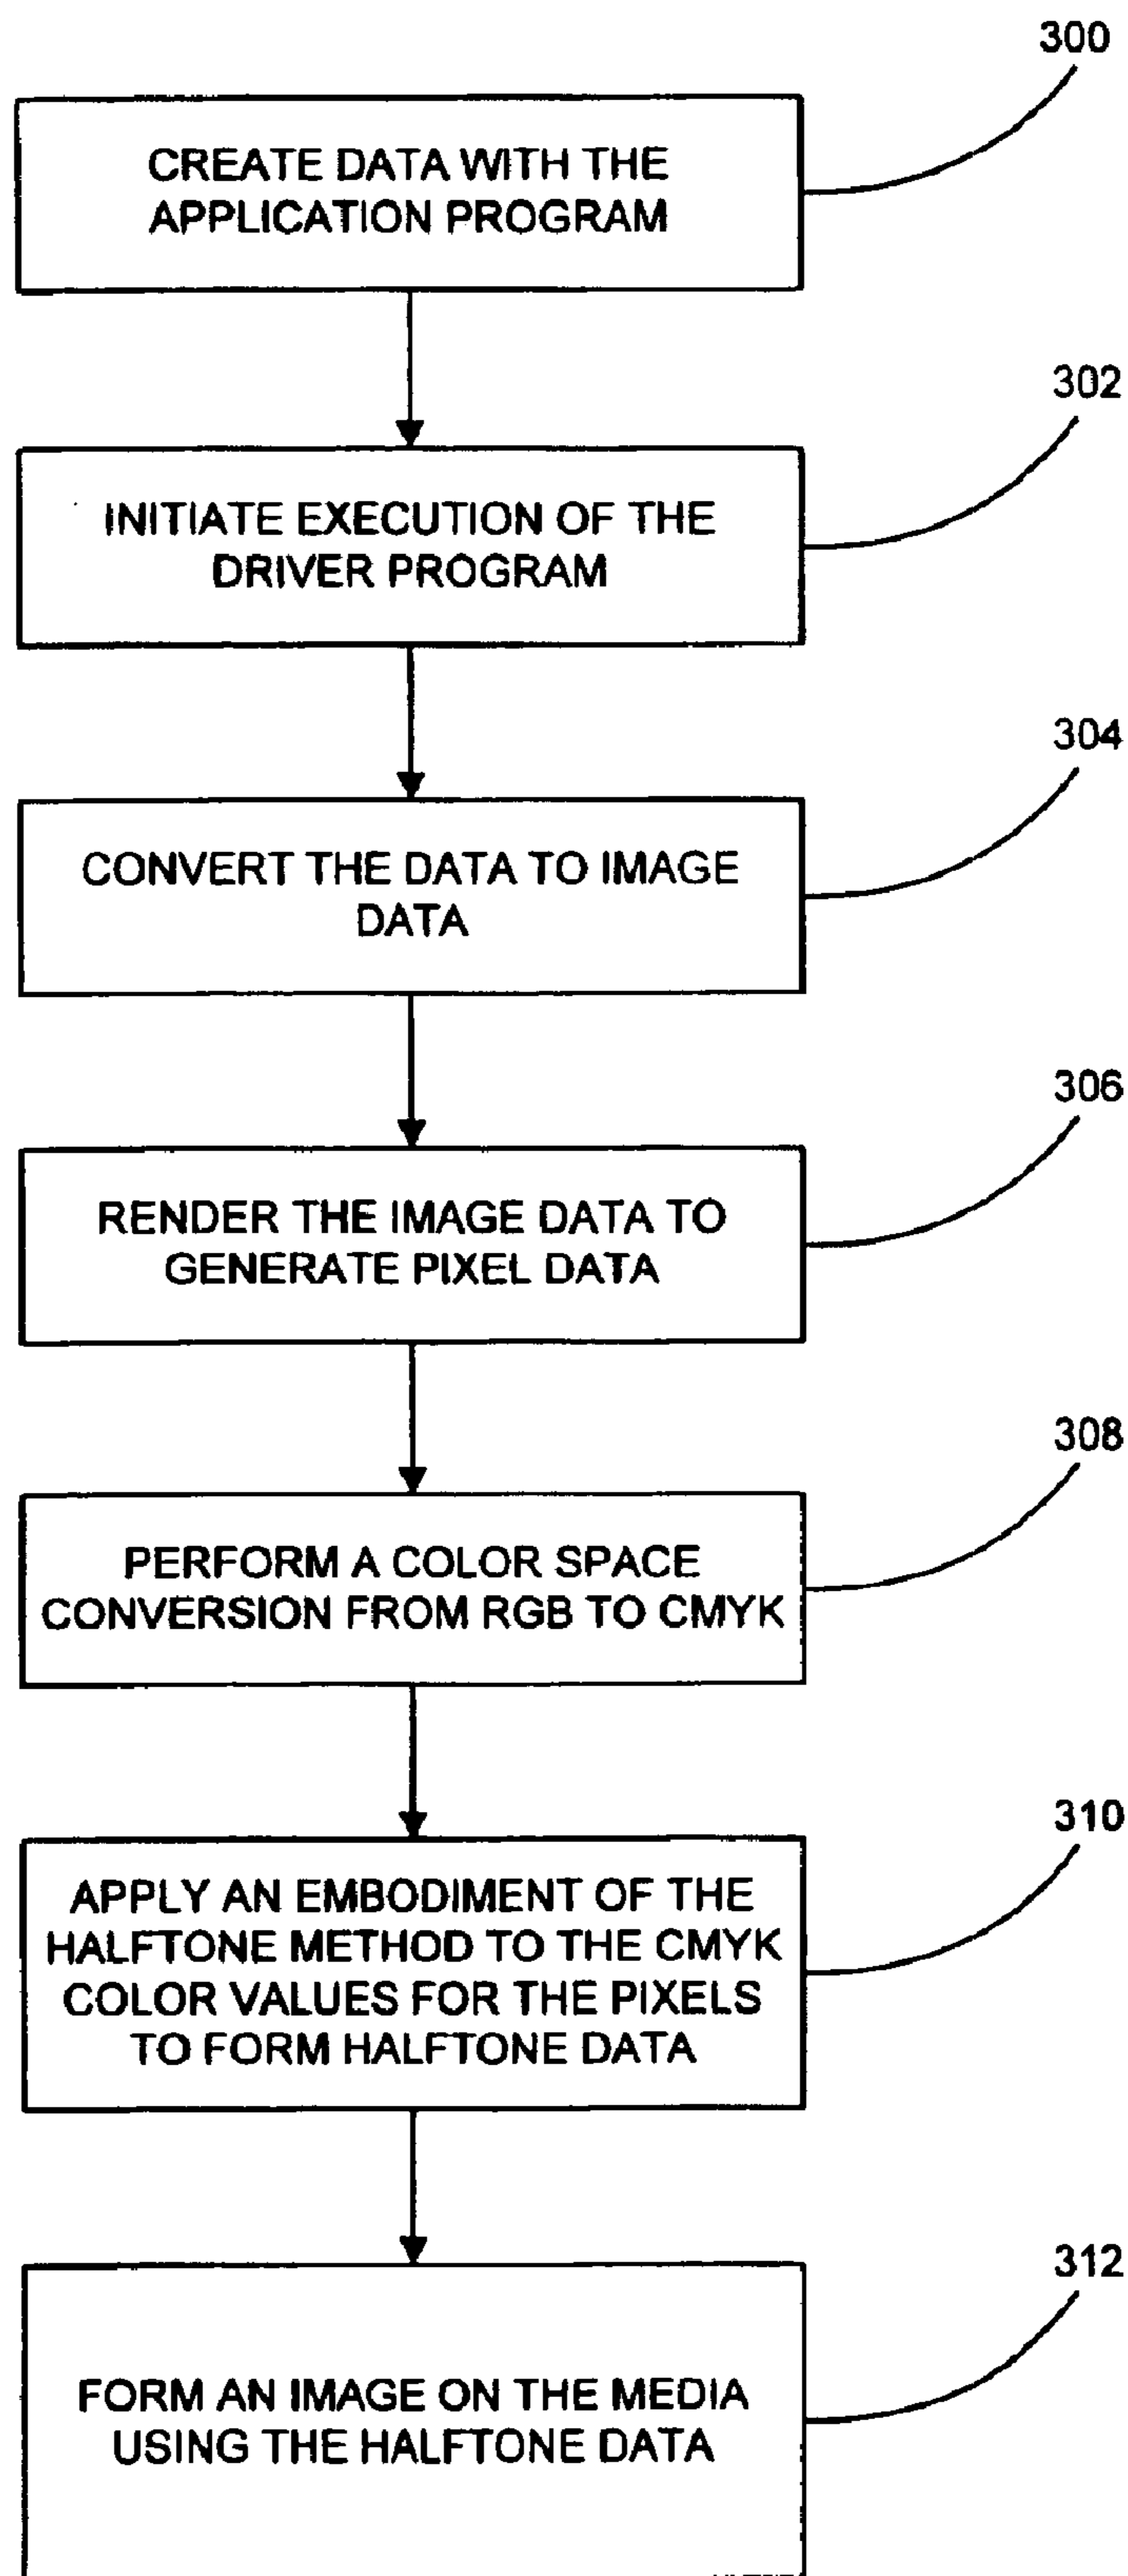 300
CREATE DATA WITH THE
APPLICATION PROGRAM
302
INITIATE EXECUTION OF THE
DRIVER PROGRAM
304
CONVERT THE DATA TO IMAGE
DATA
306
RENDER THE IMAGE DATA TO
GENERATE PIXEL DATA
308
PERFORM A COLOR SPACE
CONVERSION FROM RGB TO CMYK
310
APPLY AN EMBODIMENT OF THE
HALFTONE METHOD TO THE CMYK
COLOR VALUES FOR THE PIXELS
TO FORM HALFTONE DATA
312
FORM AN IMAGE ON THE MEDIA
USING THE HALFTONE DATA